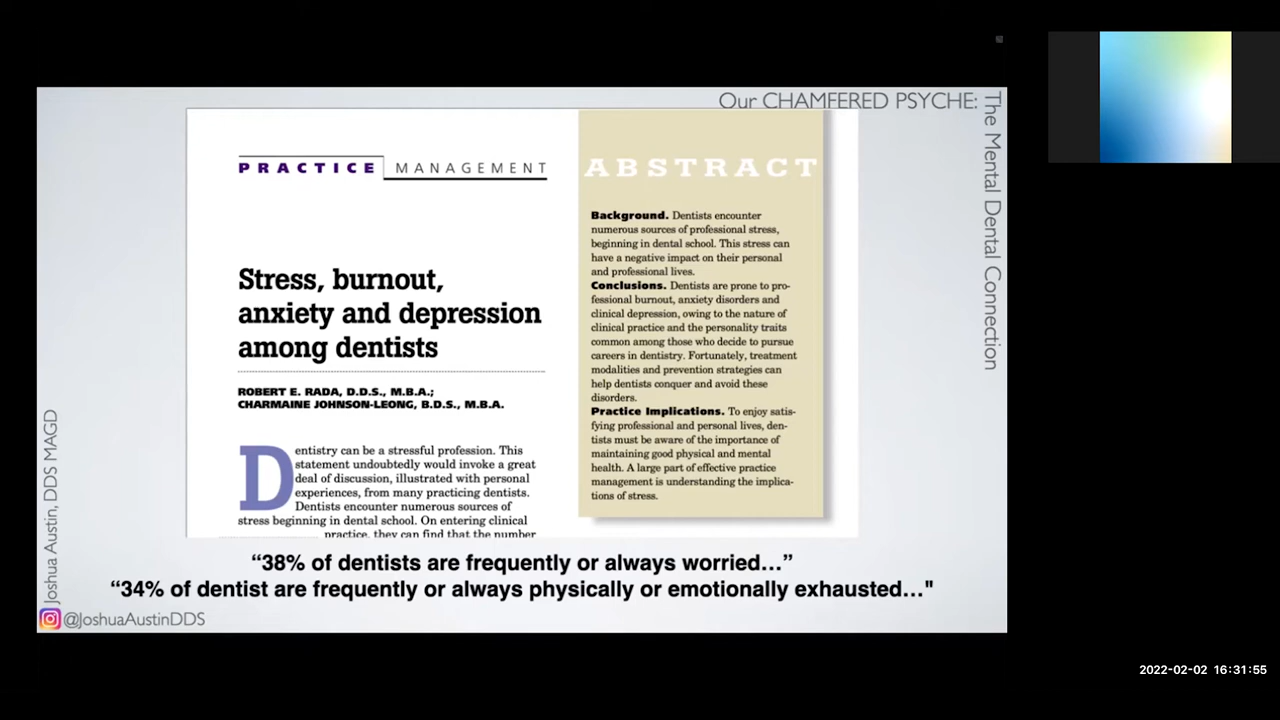 Our CHAMFERED PSYCHE:
The Mental Dental Connection
PRACTICE MANAGEMENT
Stress, burnout,
anxiety and depression
among dentists
ROBERT E. RADA, D.D.S., M.B.A.;
CHARMAINE JOHNSON-LEONG, B.D.S., M.B.A.
Dentistry can be a stressful profession. This
statement undoubtedly would invoke a great
deal of discussion, illustrated with personal
experiences, from many practicing dentists.
Dentists encounter numerous sources of
stress beginning in dental school. On entering clinical
practice, they can find that the number
ABSTRACT
Background. Dentists encounter
numerous sources of professional stress,
beginning in dental school. This stress can
have a negative impact on their personal
and professional lives.
Conclusions. Dentists are prone to pro-
fessional burnout, anxiety disorders and
clinical depression, owing to the nature of
clinical practice and the personality traits
common among those who decide to pursue
careers in dentistry. Fortunately, treatment
modalities and prevention strategies can
help dentists conquer and avoid these
disorders.
Practice Implications. To enjoy satis-
fying professional and personal lives, den-
tists must be aware of the importance of
maintaining good physical and mental
health. A large part of effective practice
management is understanding the implica-
tions of stress.
“38% of dentists are frequently or always worried…”
“34% of dentist are frequently or always physically or emotionally exhausted…"
Joshua Austin, DDS MAGD
@JoshuaAustinDDS
2022-02-02 16:31:55